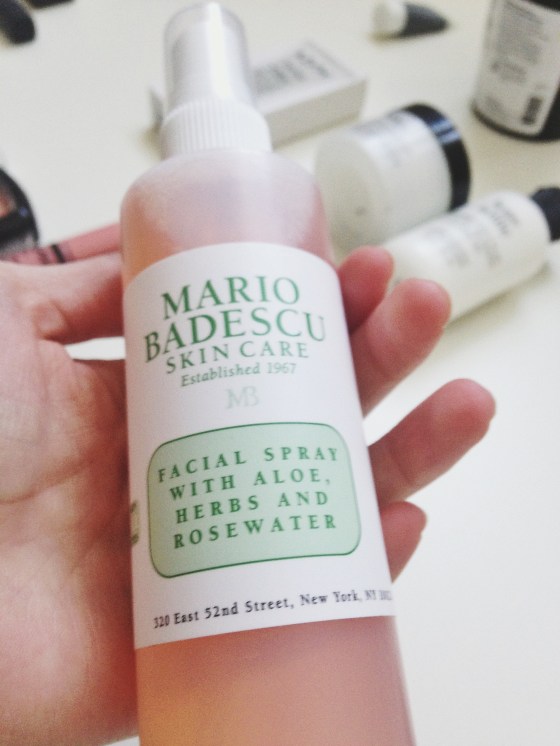 MARIO
BADESCU
SKIN CARE
Established 1967
MB
FACIAL SPRAY
WITH ALOE,
HERBS AND
ROSEWATER
320 East 52nd Street, New York, NY